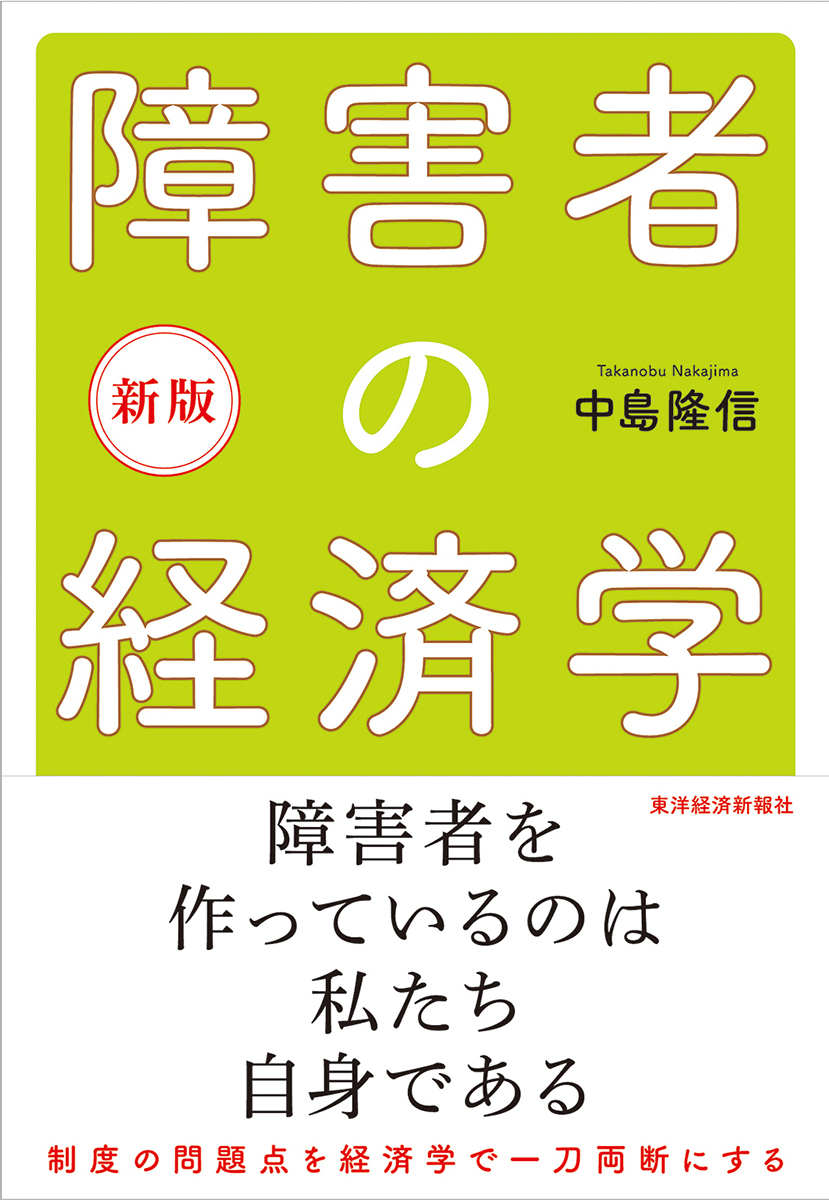 障害者
新版
の
Takanobu Nakajima
中島隆信
経済学
東洋経済新報社
障害者を
作っているのは
私たち
自身である
制度の問題点を経済学で一刀両断にする